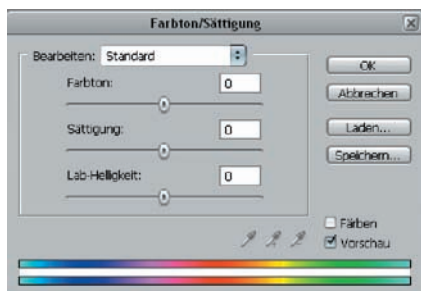 Farbton/Sättigung
Bearbeiten: Standard
OK
Farbton: 0
Abbrechen
Sättigung: 0
Laden...
Speichern...
Lab-Helligkeit: 0
Färben
Vorschau